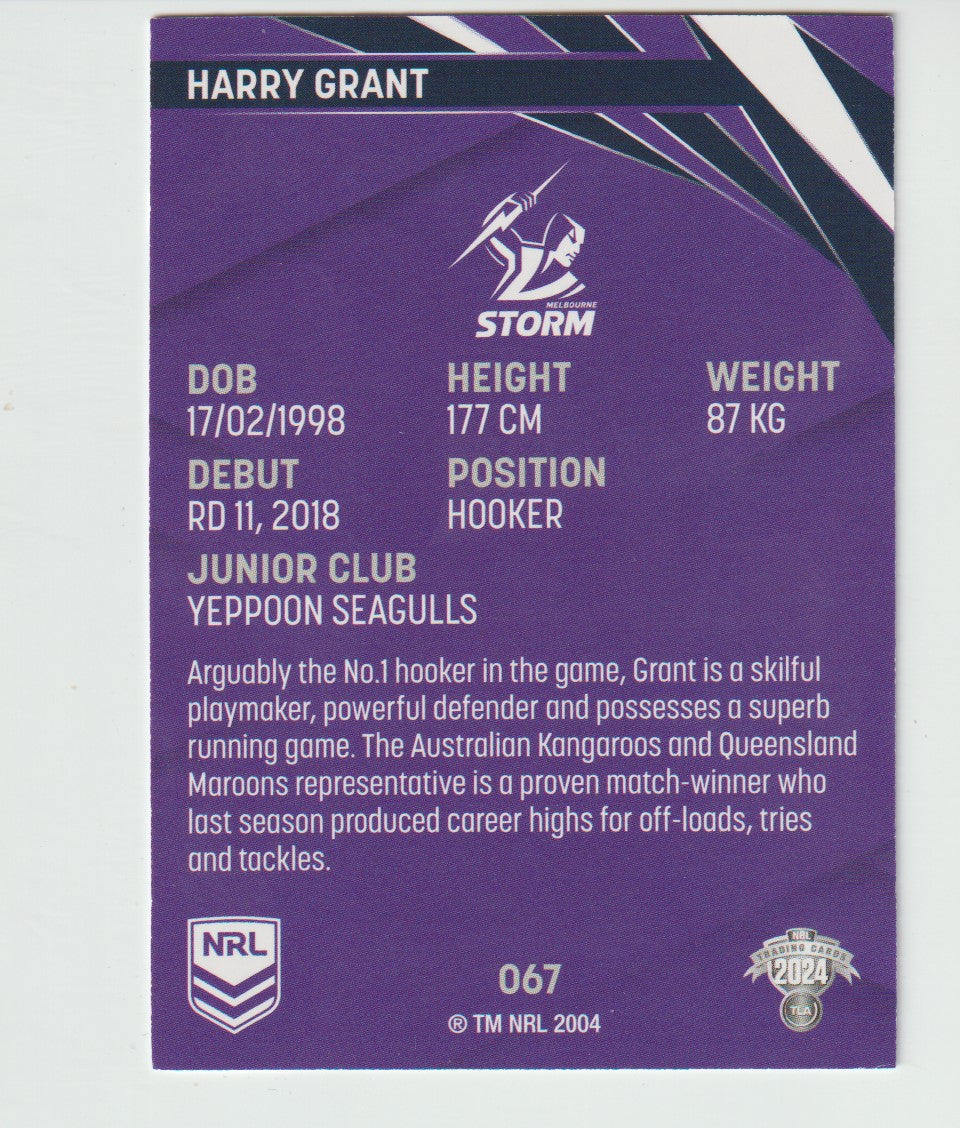 HARRY GRANT
MELBOURNE
STORM
DOB HEIGHT WEIGHT
17/02/1998 177 CM 87 KG
DEBUT POSITION
RD 11, 2018 HOOKER
JUNIOR CLUB
YEPPOON SEAGULLS
Arguably the No.1 hooker in the game, Grant is a skilful
playmaker, powerful defender and possesses a superb
running game. The Australian Kangaroos and Queensland
Maroons representative is a proven match-winner who
last season produced career highs for off-loads, tries
and tackles.
NRL
067
® TM NRL 2004
NRL
TRADING CARDS
2024
TLA